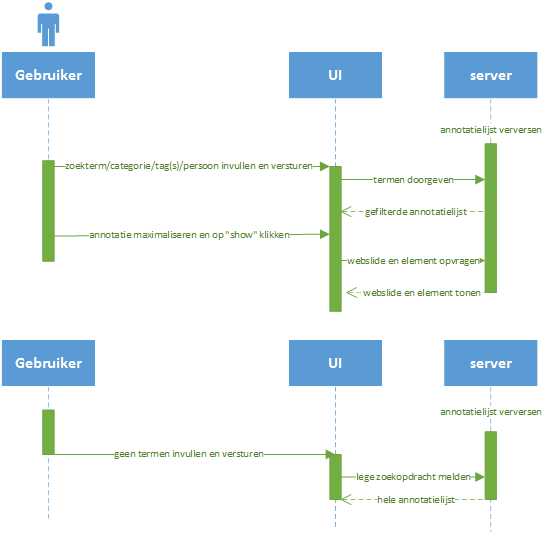 Gebruiker
UI
server
annotatielijst versen
zoekterm/categorie/tag(s)/persoon invullen en versturen
termen doorgeven
gefilterde annotatielijst
annotatie maximaliseren en op "show" klikken
webslide en element opvragen
webslide en element tonen
Gebruiker
UI
server
annotatielijst verversen
geen termen invullen en versturen
lege zoekopdracht melden
hele annotatielijst